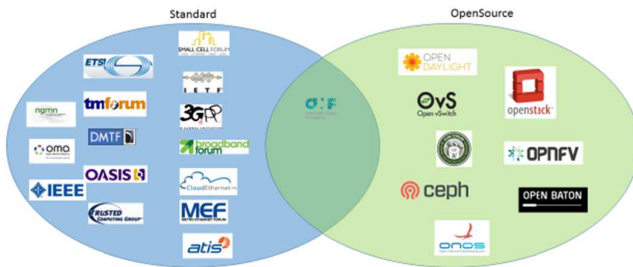 Standard
OpenSource
SMALL CELL FORUM
ETSI
OPEN
DAYLIGHT
IETF
ngmn
tmforum
3GPP
OvS
Open vSwitch
openstack
DMTF
oma
broadband
forum
OPNFV
OASIS
IEEE
CloudEthernet
ceph
OPEN BATON
TRUSTED
COMPUTING GROUP
MEF
atis
onos